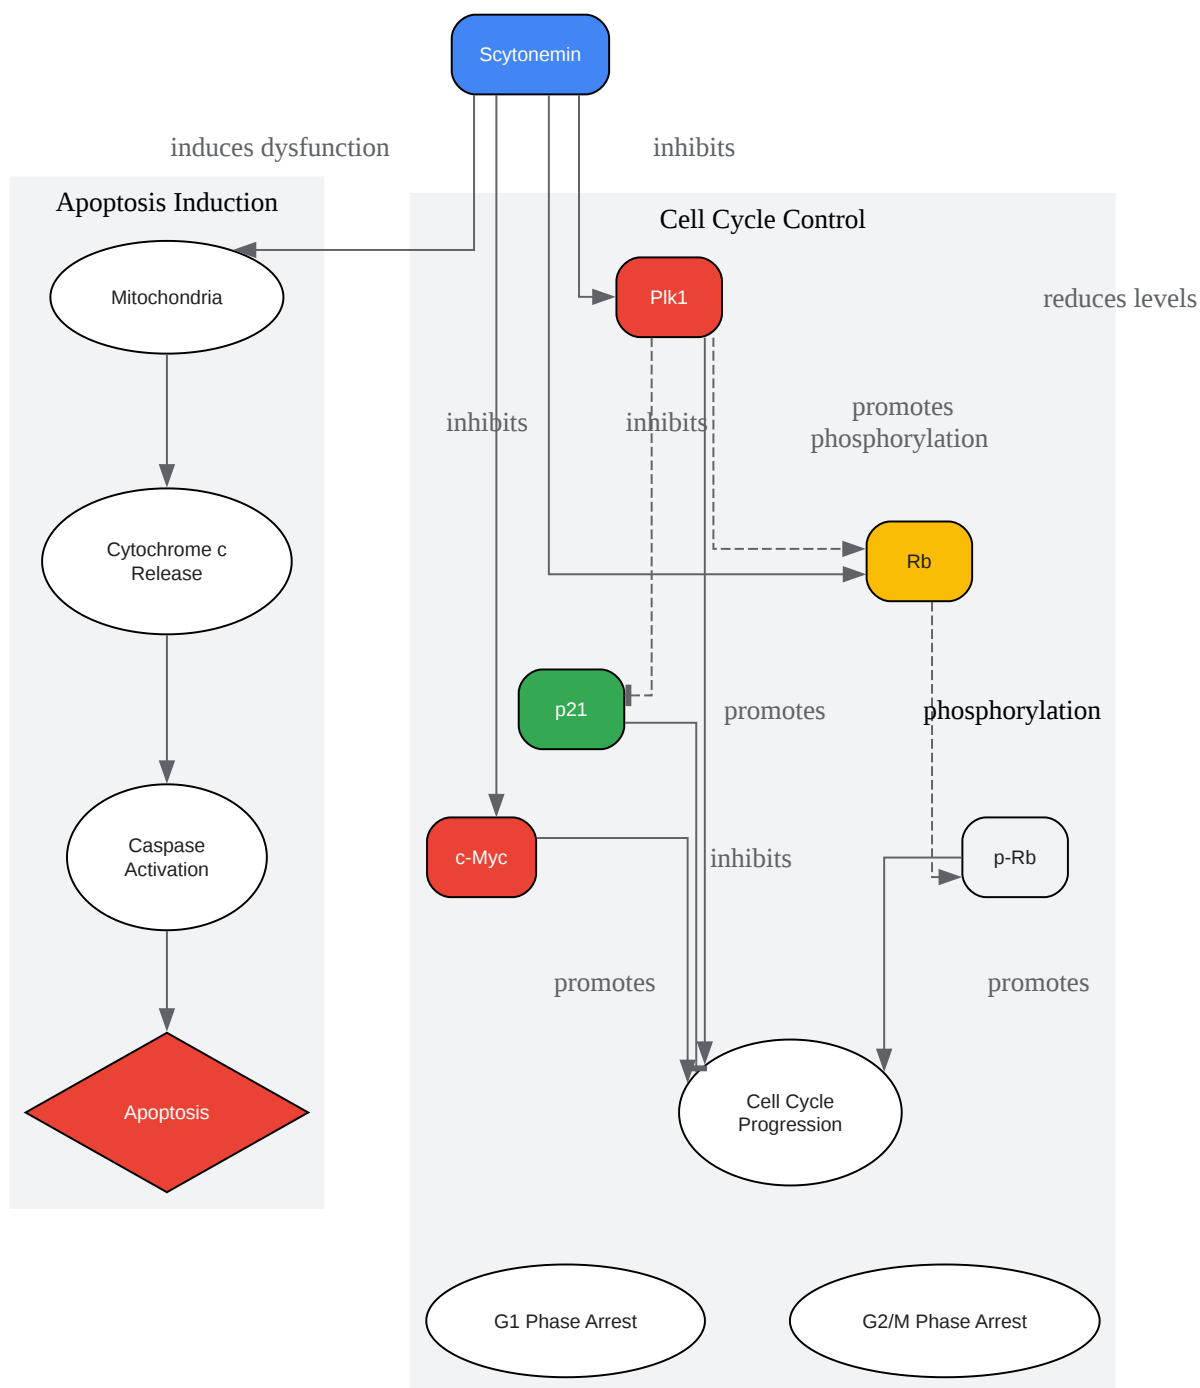 Scytonemin
induces dysfunction
inhibits
Apoptosis Induction
Cell Cycle Control
Mitochondria
Plk1
reduces levels
inhibits
inhibits
promotes
phosphorylation
Cytochrome c
Release
Rb
p21
promotes
phosphorylation
Caspase
Activation
c-Myc
inhibits
p-Rb
promotes
promotes
Apoptosis
Cell Cycle
Progression
G1 Phase Arrest
G2/M Phase Arrest